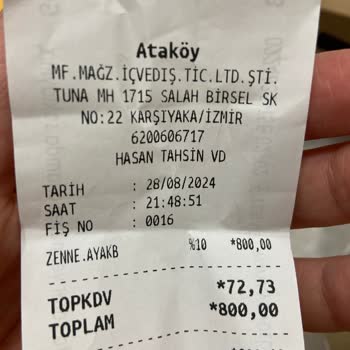 Ataköy
MF.MAĞZ.İÇVEDIŞ.TİC.LTD.ŞTİ.
TUNA MH 1715 SALAH BİRSEL SK
NO:22 KARŞIYAKA/İZMİR
6200606717
HASAN TAHSİN VD
TARİH : 28/08/2024
SAAT : 21:48:51
FİŞ NO : 0016
ZENNE.AYAKB %10 *800,00
TOPKDV *72,73
TOPLAM *800,00